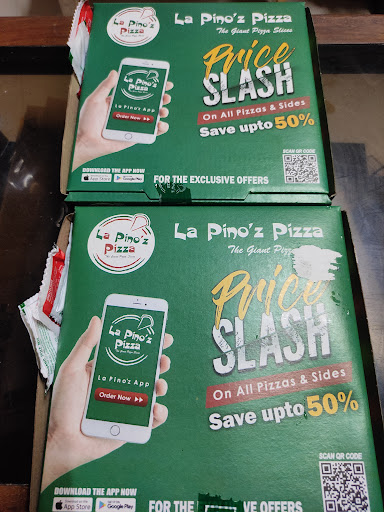 La Pino'z
Pizza
La Pino'z Pizza
The Giant Pizza Slices
Price
SLASH
On All Pizzas & Sides
Save upto 50%
La Pino'z
Pizza
La Pino'z App
Order Now
SCAN QR CODE
DOWNLOAD THE APP NOW
App Store
Google Play
FOR THE EXCLUSIVE OFFERS
La Pino'z
Pizza
La Pino'z Pizza
The Giant Pizza
Price
SLASH
On All Pizzas & Sides
Save upto 50%
La Pino'z
Pizza
La Pino'z App
Order Now
SCAN QR CODE
DOWNLOAD THE APP NOW
App Store
Google Play
FOR THE VE OFFERS